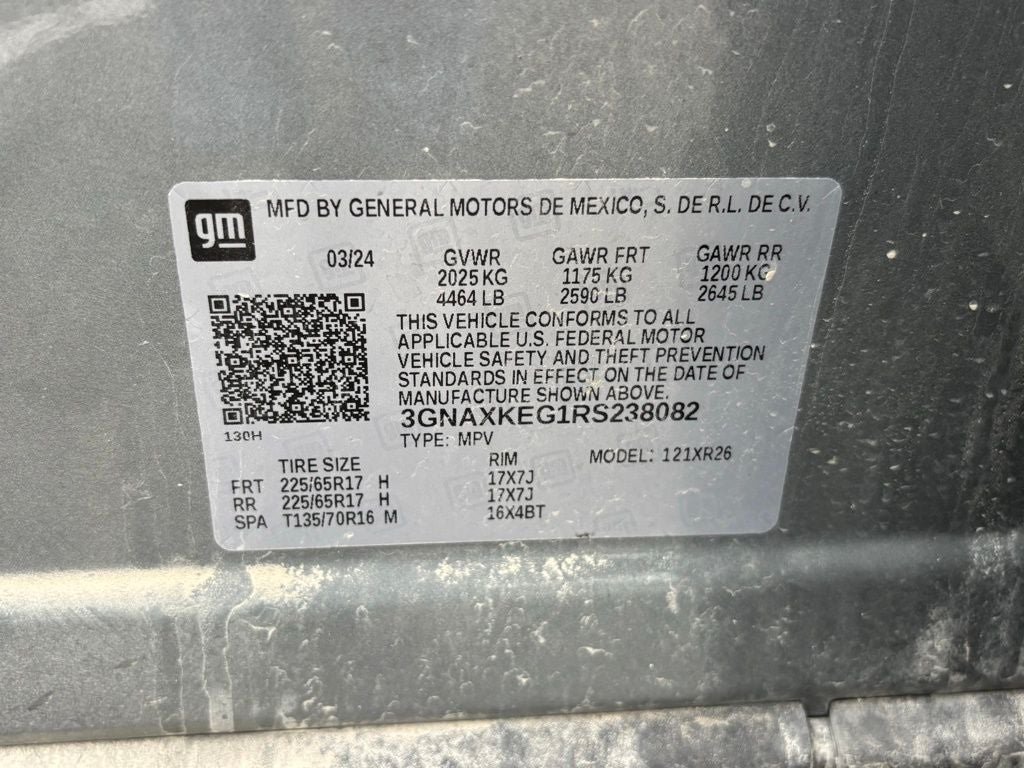 gm MFD BY GENERAL MOTORS DE MEXICO, S. DE R.L. DE C.V.
03/24 GVWR GAWR FRT GAWR RR
2025 KG 1175 KG 1200 KG
4464 LB 2590 LB 2645 LB
THIS VEHICLE CONFORMS TO ALL
APPLICABLE U.S. FEDERAL MOTOR
VEHICLE SAFETY AND THEFT PREVENTION
STANDARDS IN EFFECT ON THE DATE OF
MANUFACTURE SHOWN ABOVE.
3GNAXKEG1RS238082
130H
TYPE: MPV MODEL: 121XR26
TIRE SIZE RIM
FRT 225/65R17 H 17X7J
RR 225/65R17 H 17X7J
SPA T135/70R16 M 16X4BT